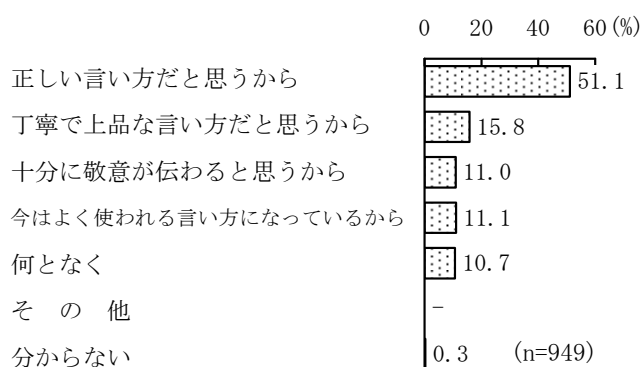 0 20 40 60 (%)
正しい言い方だと思うから 51.1
丁寧で上品な言い方だと思うから 15.8
十分に敬意が伝わると思うから 11.0
今はよく使われる言い方になっているから 11.1
何となく 10.7
そ の 他 -
分からない 0.3 (n=949)